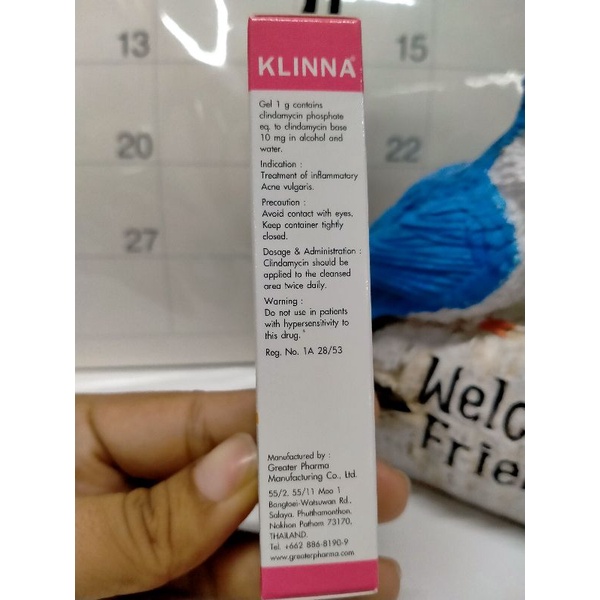 13
15
20
22
27
KLINNA®
Gel 1 g contains
clindamycin phosphate
eq. to clindamycin base
10 mg in alcohol and
water.
Indication :
Treatment of inflammatory
Acne vulgaris.
Precaution :
Avoid contact with eyes.
Keep container tightly
closed.
Dosage & Administration :
Clindamycin should be
applied to the cleansed
area twice daily.
Warning :
Do not use in patients
with hypersensitivity to
this drug.
Reg. No. 1A 28/53
Manufactured by :
Greater Pharma
Manufacturing Co., Ltd.
55/2, 55/11 Moo 1
Bangtoei-Watsuwan Rd.,
Salaya, Phutthamonthon,
Nakhon Pathom 73170,
THAILAND.
Tel. +662 886-8190-9
www.greaterpharma.com
Welc
Frie